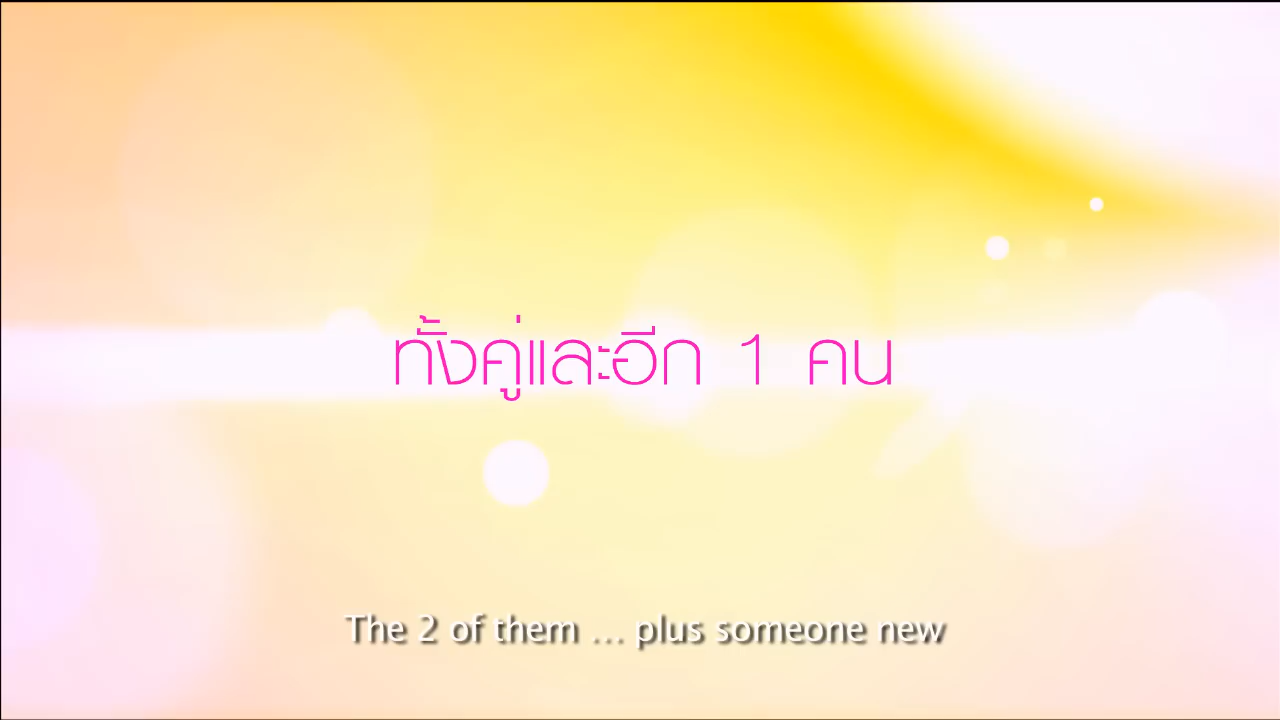 ทั้งคู่และอีก 1 คน
The 2 of them ... plus someone new